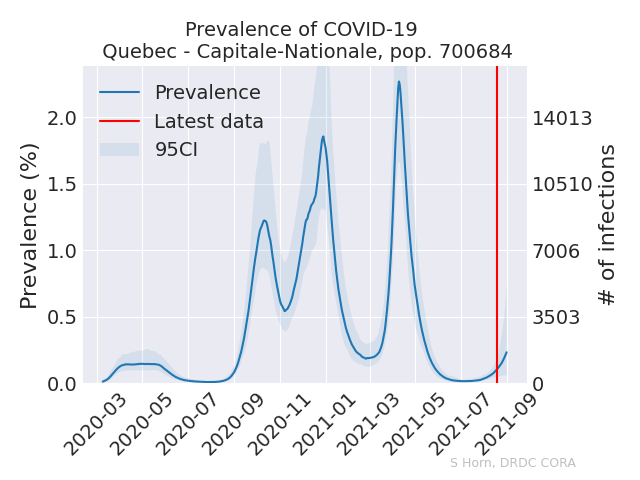 Prevalence of COVID-19
Quebec - Capitale-Nationale, pop. 700684
Prevalence
Latest data
95CI
Prevalence (%)
2.0
1.5
1.0
0.5
0.0
14013
10510
7006
3503
0
# of infections
2020-03
2020-05
2020-07
2020-09
2020-11
2021-01
2021-03
2021-05
2021-07
2021-09
S Horn, DRDC CORA